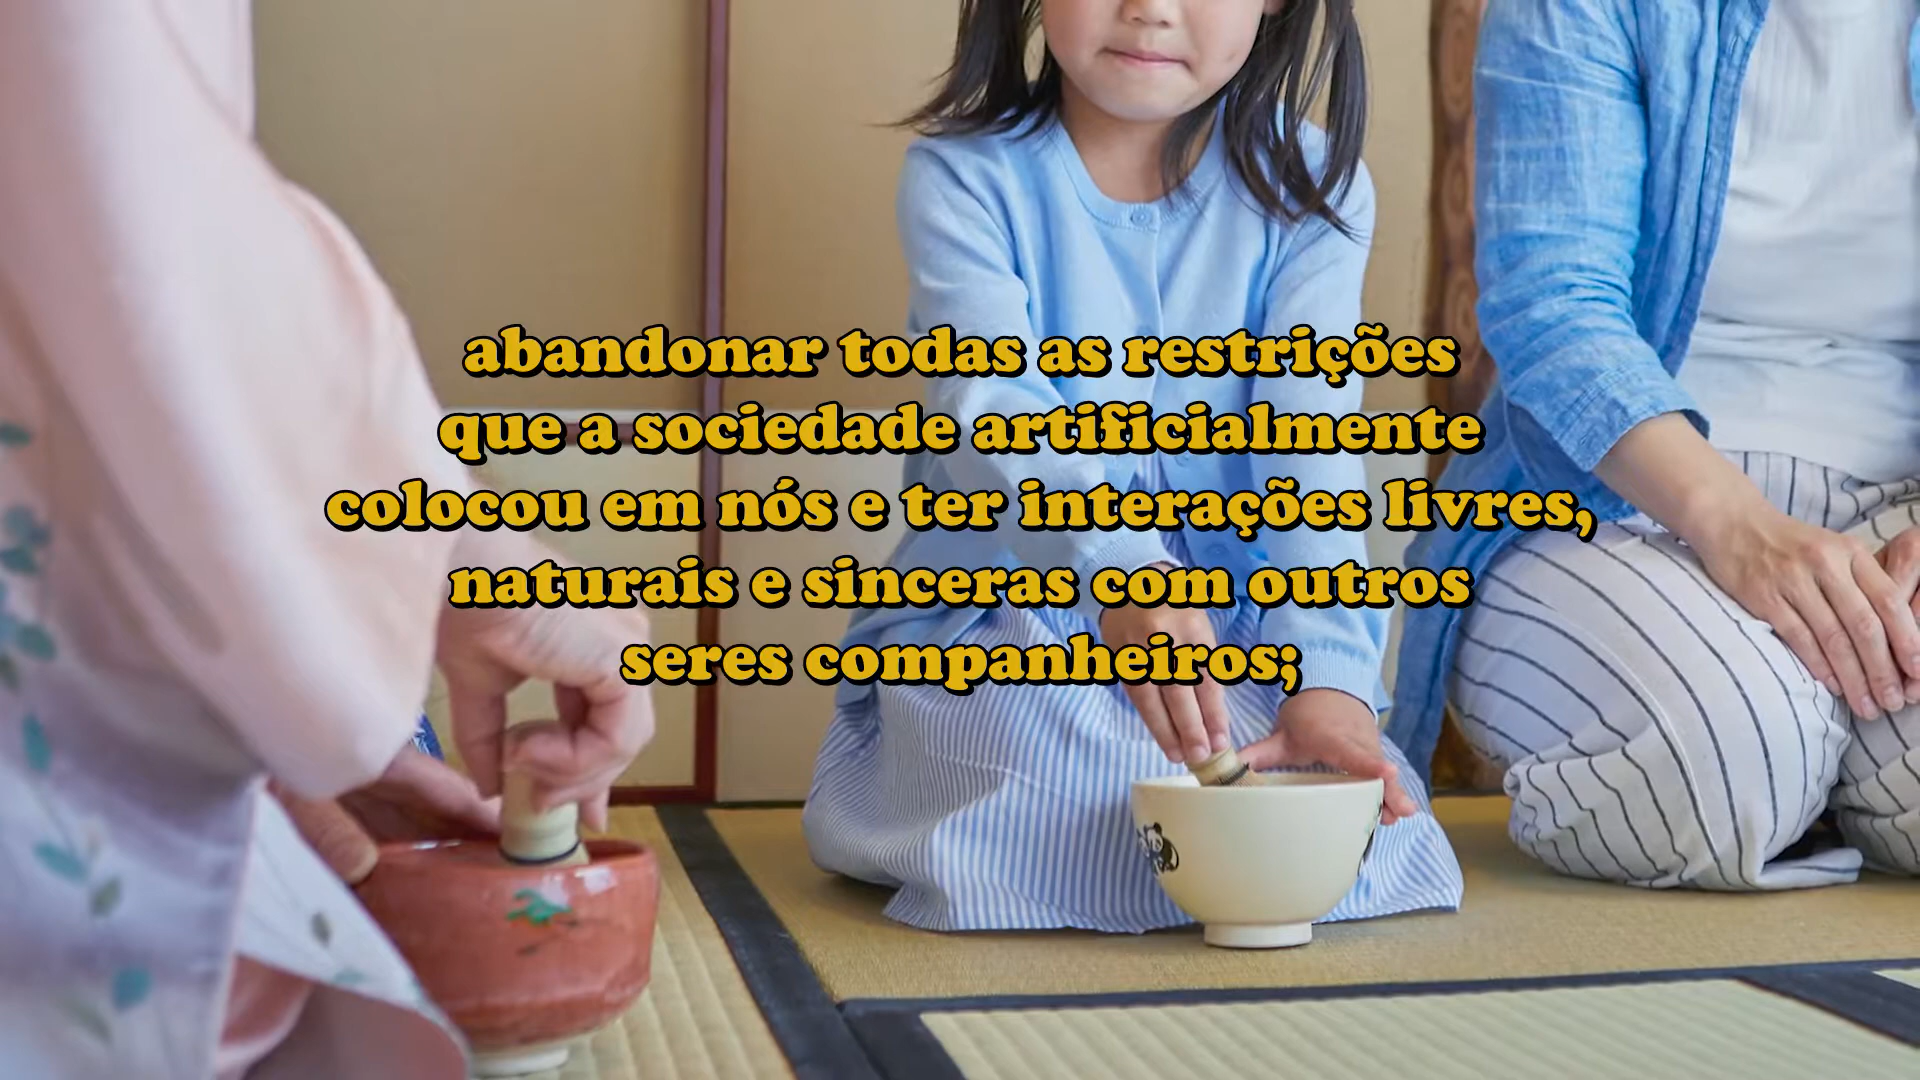 abandonar todas as restrições
que a sociedade artificialmente
colocou em nós e ter interações livres,
naturais e sinceras com outros
seres companheiros;